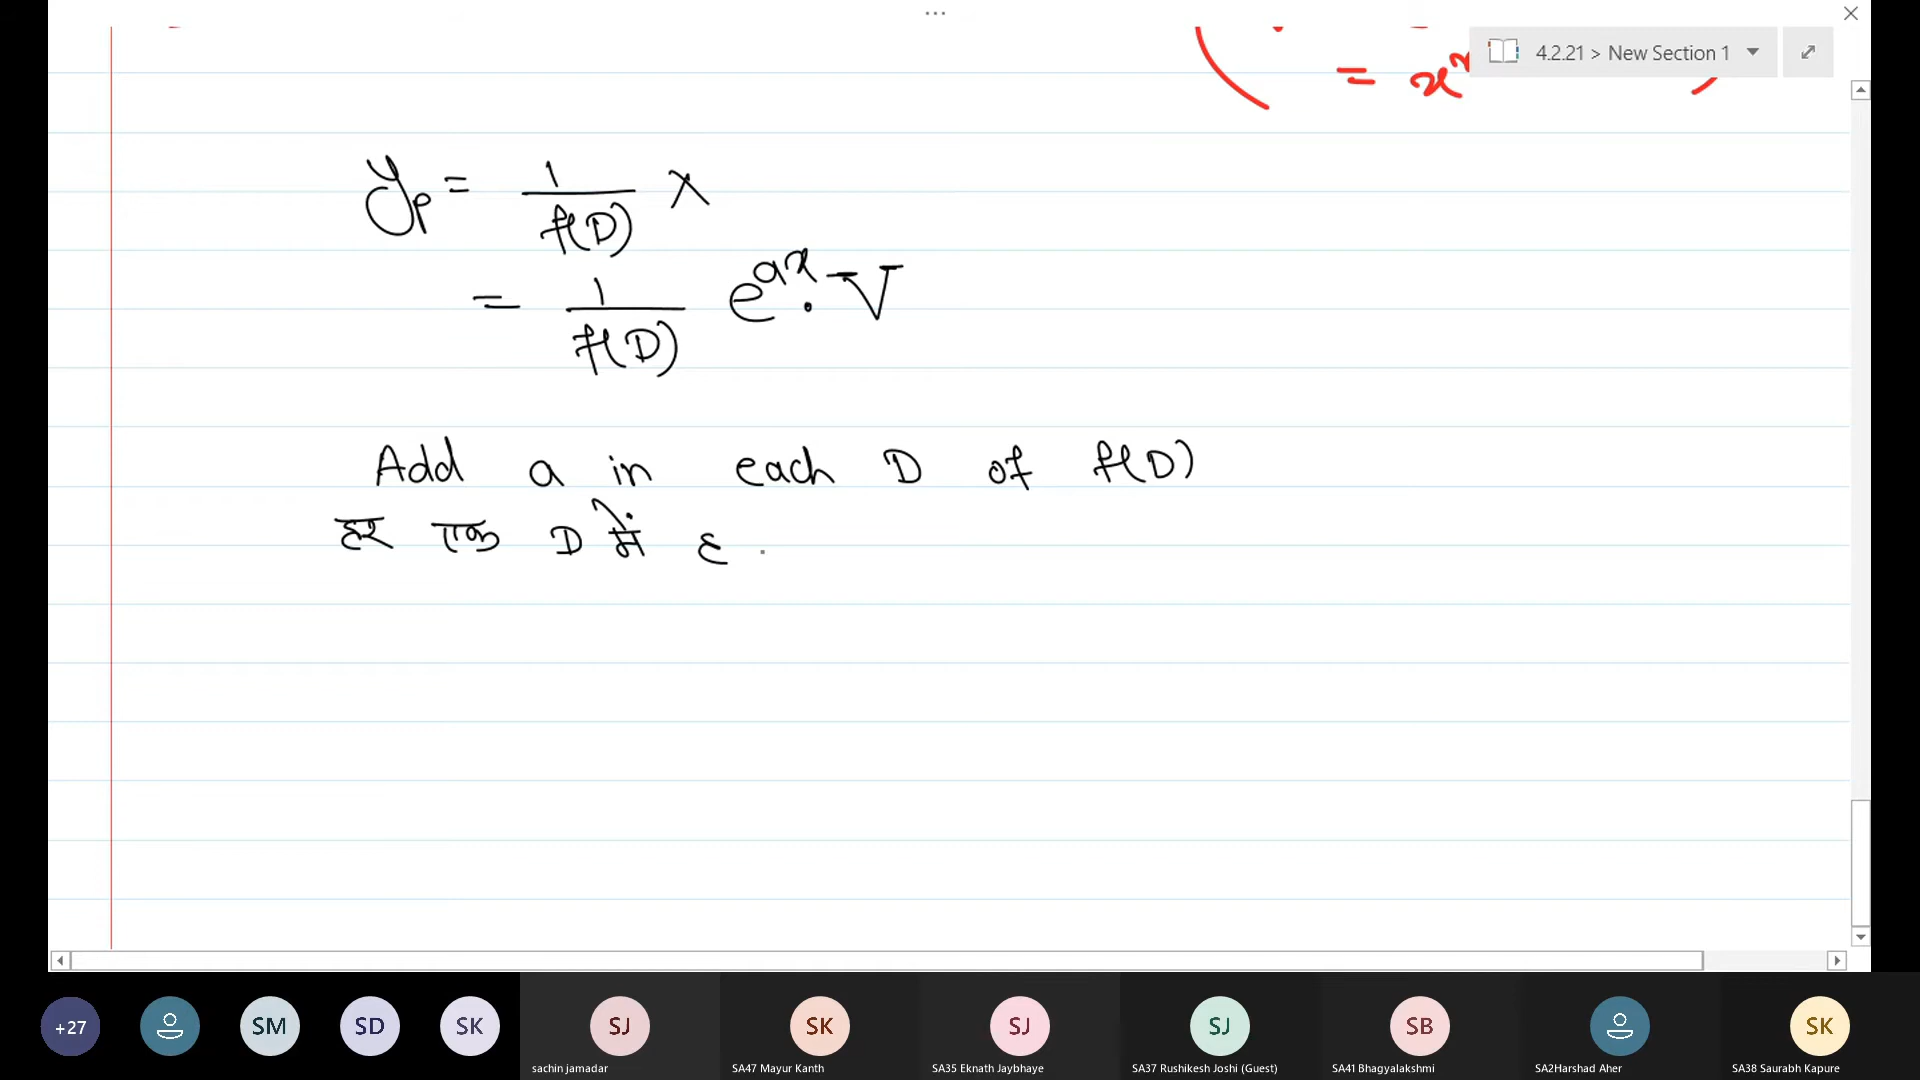 4.2.21 > New Section 1
= x
y_p = 1/f(D) X
= 1/f(D) e^{ax} · V
Add a in each D of f(D)
हर एक D में
+27
SM
SD
SK
SJ
sachin jamadar
SK
SA47 Mayur Kanth
SJ
SA35 Eknath Jaybhaye
SJ
SA37 Rushikesh Joshi (Guest)
SB
SA41 Bhagyalakshmi
SA2Harshad Aher
SK
SA38 Saurabh Kapure